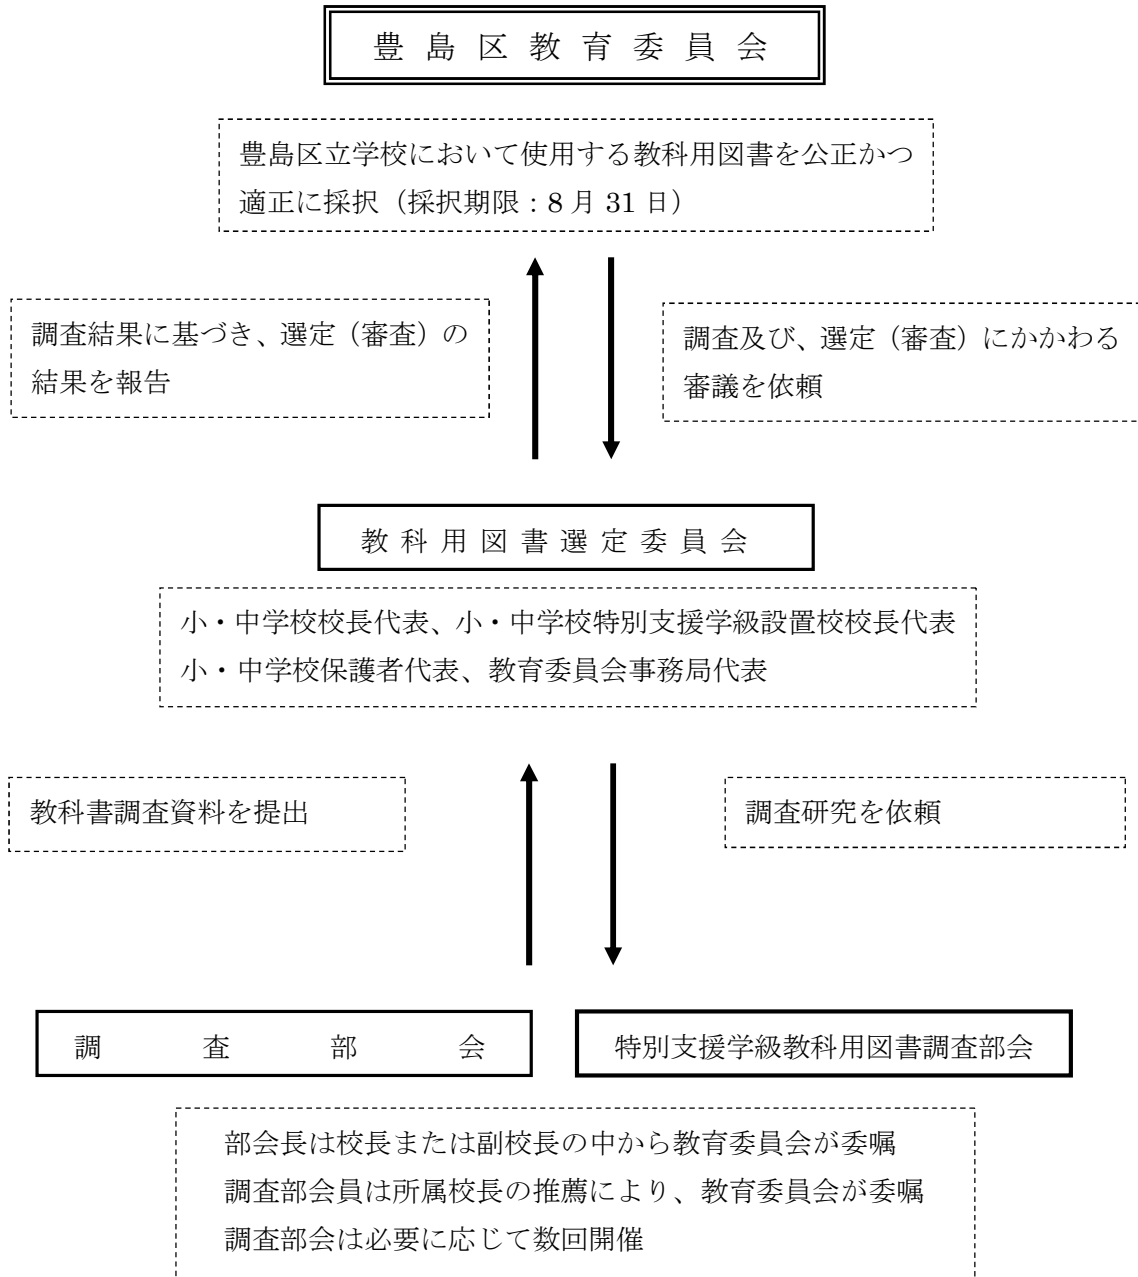 豊島区教育委員会
豊島区立学校において使用する教科用図書を公正かつ
適正に採択（採択期限：8月31日）
調査結果に基づき、選定（審査）の
結果を報告
調査及び、選定（審査）にかかわる
審議を依頼
教科用図書選定委員会
小・中学校校長代表、小・中学校特別支援学級設置校校長代表
小・中学校保護者代表、教育委員会事務局代表
教科書調査資料を提出
調査研究を依頼
調査部会
特別支援学級教科用図書調査部会
部会長は校長または副校長の中から教育委員会が委嘱
調査部会員は所属校長の推薦により、教育委員会が委嘱
調査部会は必要に応じて数回開催